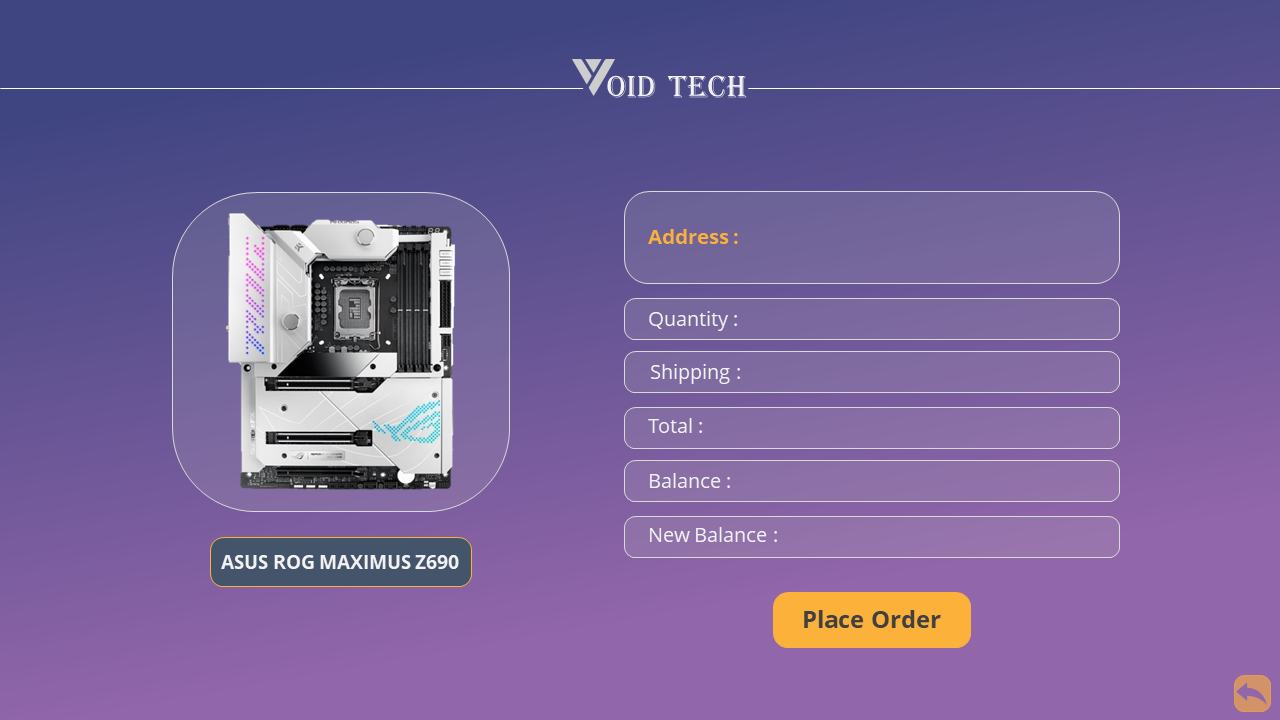 VOID TECH
Address :
Quantity :
Shipping :
Total :
Balance :
New Balance :
ASUS ROG MAXIMUS Z690
Place Order